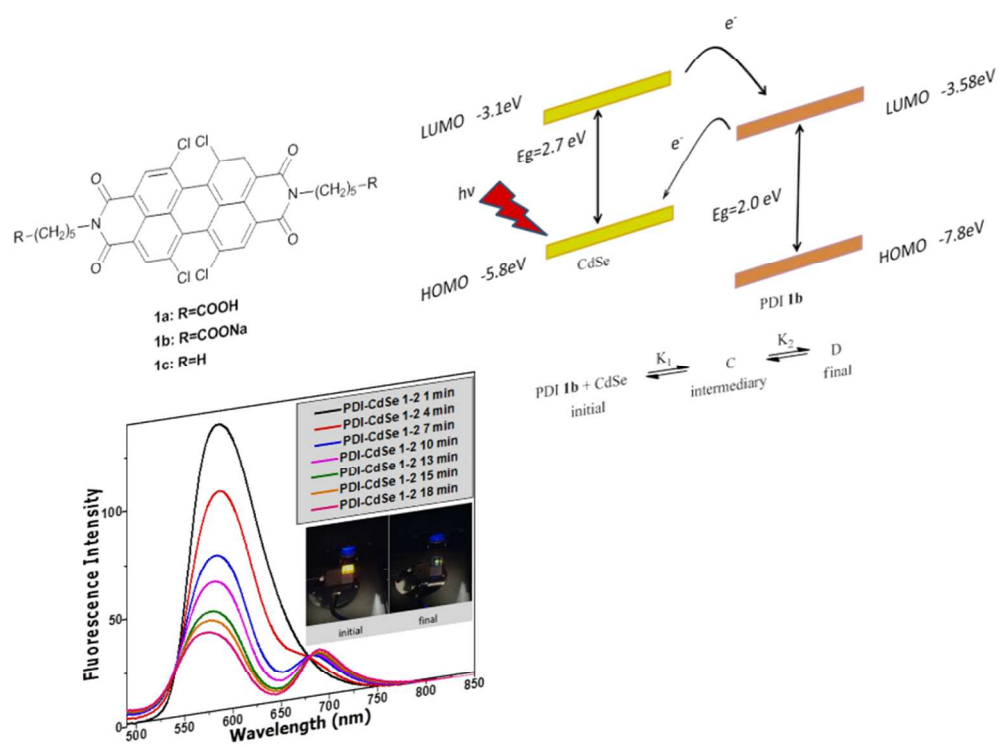 Cl Cl
O O
R–(CH2)5–N N–(CH2)5–R
O O
Cl Cl
1a: R=COOH
1b: R=COONa
1c: R=H
e-
LUMO -3.1eV
LUMO -3.58eV
Eg=2.7 eV
e-
hν
Eg=2.0 eV
HOMO -5.8eV
CdSe
HOMO -7.8eV
PDI 1b
PDI 1b + CdSe K1 C K2 D
initial intermediary final
PDI-CdSe 1-2 1 min
PDI-CdSe 1-2 4 min
PDI-CdSe 1-2 7 min
PDI-CdSe 1-2 10 min
PDI-CdSe 1-2 13 min
PDI-CdSe 1-2 15 min
PDI-CdSe 1-2 18 min
initial final
Fluorescence Intensity
100
50
0
500 550 600 650 700 750 800 850
Wavelength (nm)